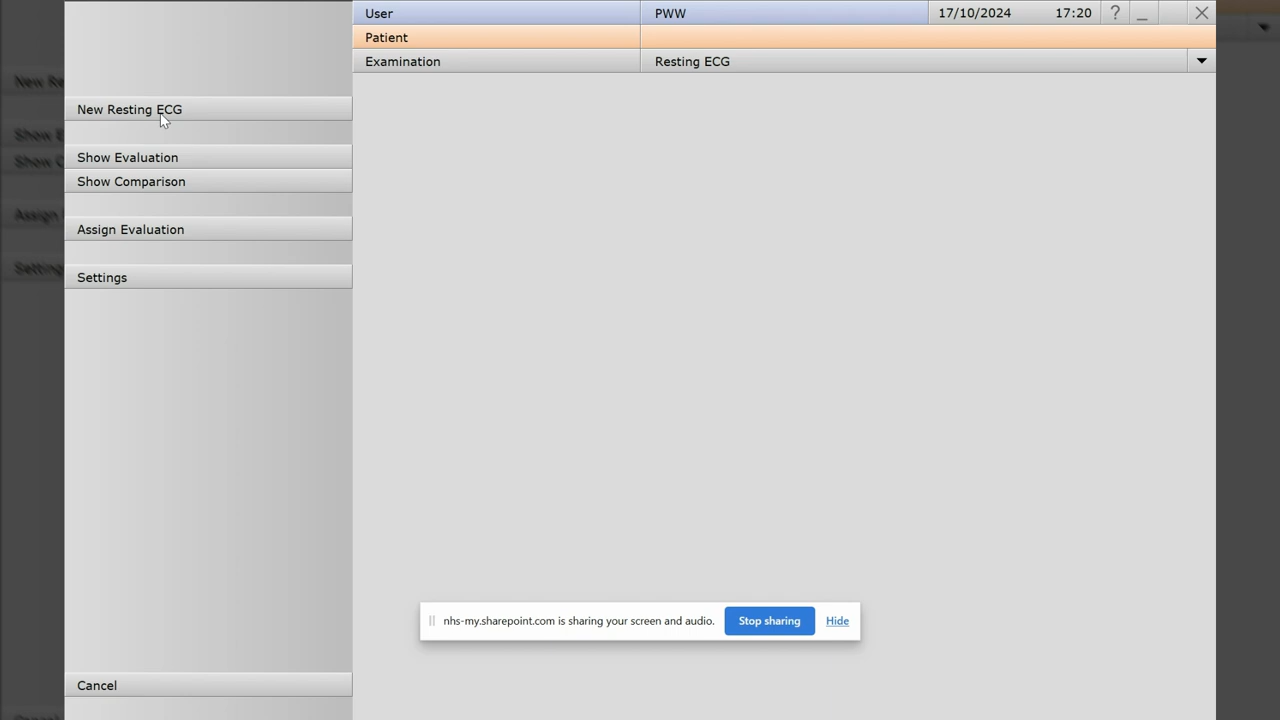 User PWW 17/10/2024 17:20 ? _
Patient
Examination Resting ECG
New Resting ECG
Show Evaluation
Show Comparison
Assign Evaluation
Settings
nhs-my.sharepoint.com is sharing your screen and audio. Stop sharing Hide
Cancel